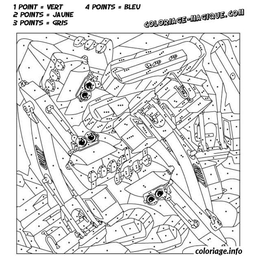 1 POINT = VERT
4 POINTS = BLEU
2 POINTS = JAUNE
3 POINTS = GRIS
COLORIAGE-MAGIQUE.COM
coloriage.info